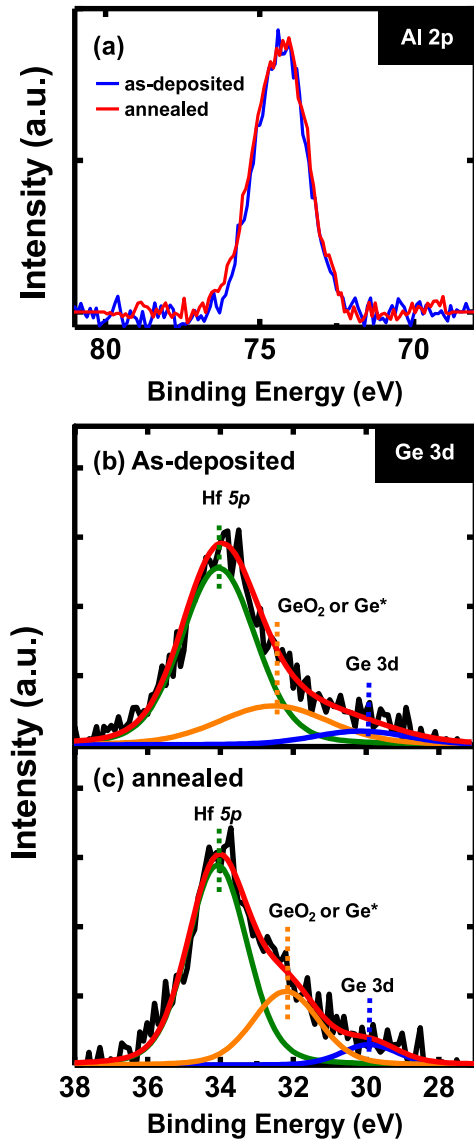 (a)
Al 2p
as-deposited
annealed
Intensity (a.u.)
80 75 70
Binding Energy (eV)
(b) As-deposited
Ge 3d
Hf 5p
GeO₂ or Ge*
Ge 3d
(c) annealed
Hf 5p
GeO₂ or Ge*
Ge 3d
Intensity (a.u.)
38 36 34 32 30 28
Binding Energy (eV)